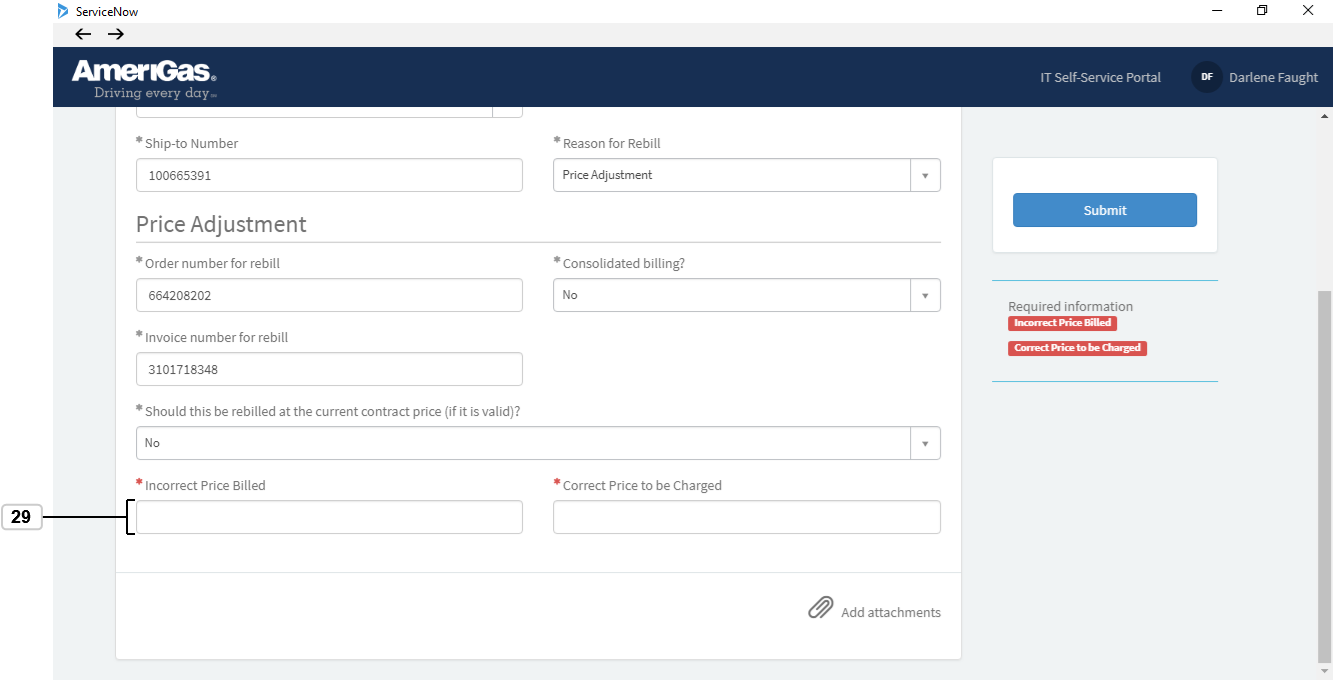 ServiceNow
AmeriGas®
Driving every day℠
IT Self-Service Portal
DF
Darlene Faught
* Ship-to Number
* Reason for Rebill
100665391
Price Adjustment
Submit
Price Adjustment
* Order number for rebill
* Consolidated billing?
664208202
No
Required information
Incorrect Price Billed
Correct Price to be Charged
* Invoice number for rebill
3101718348
* Should this be rebilled at the current contract price (if it is valid)?
No
* Incorrect Price Billed
* Correct Price to be Charged
29
Add attachments